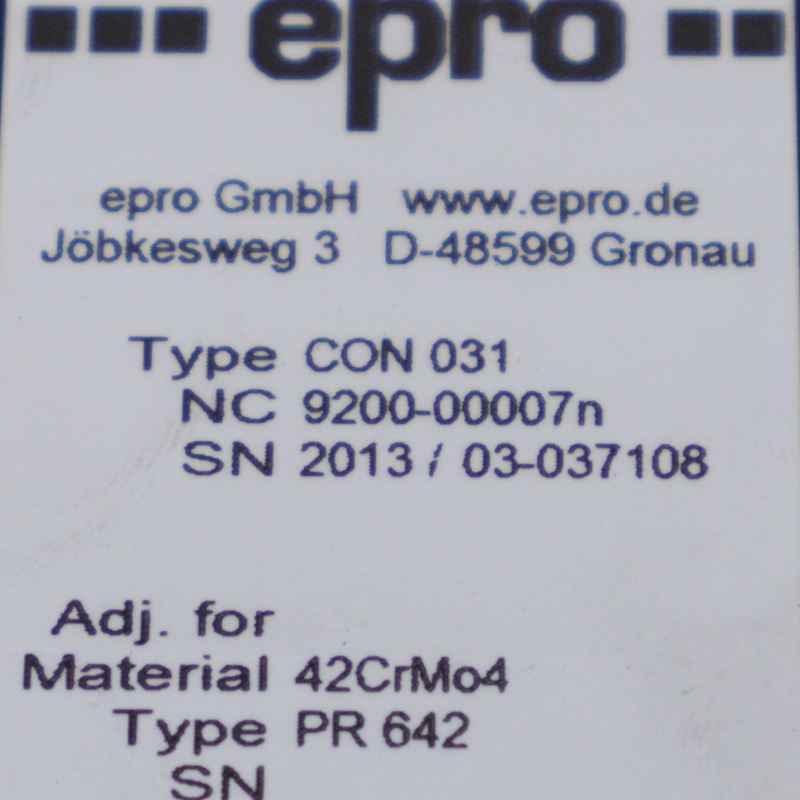 epro
epro GmbH www.epro.de
Jöbkesweg 3 D-48599 Gronau
Type CON 031
NC 9200-00007n
SN 2013 / 03-037108
Adj. for
Material 42CrMo4
Type PR 642
SN